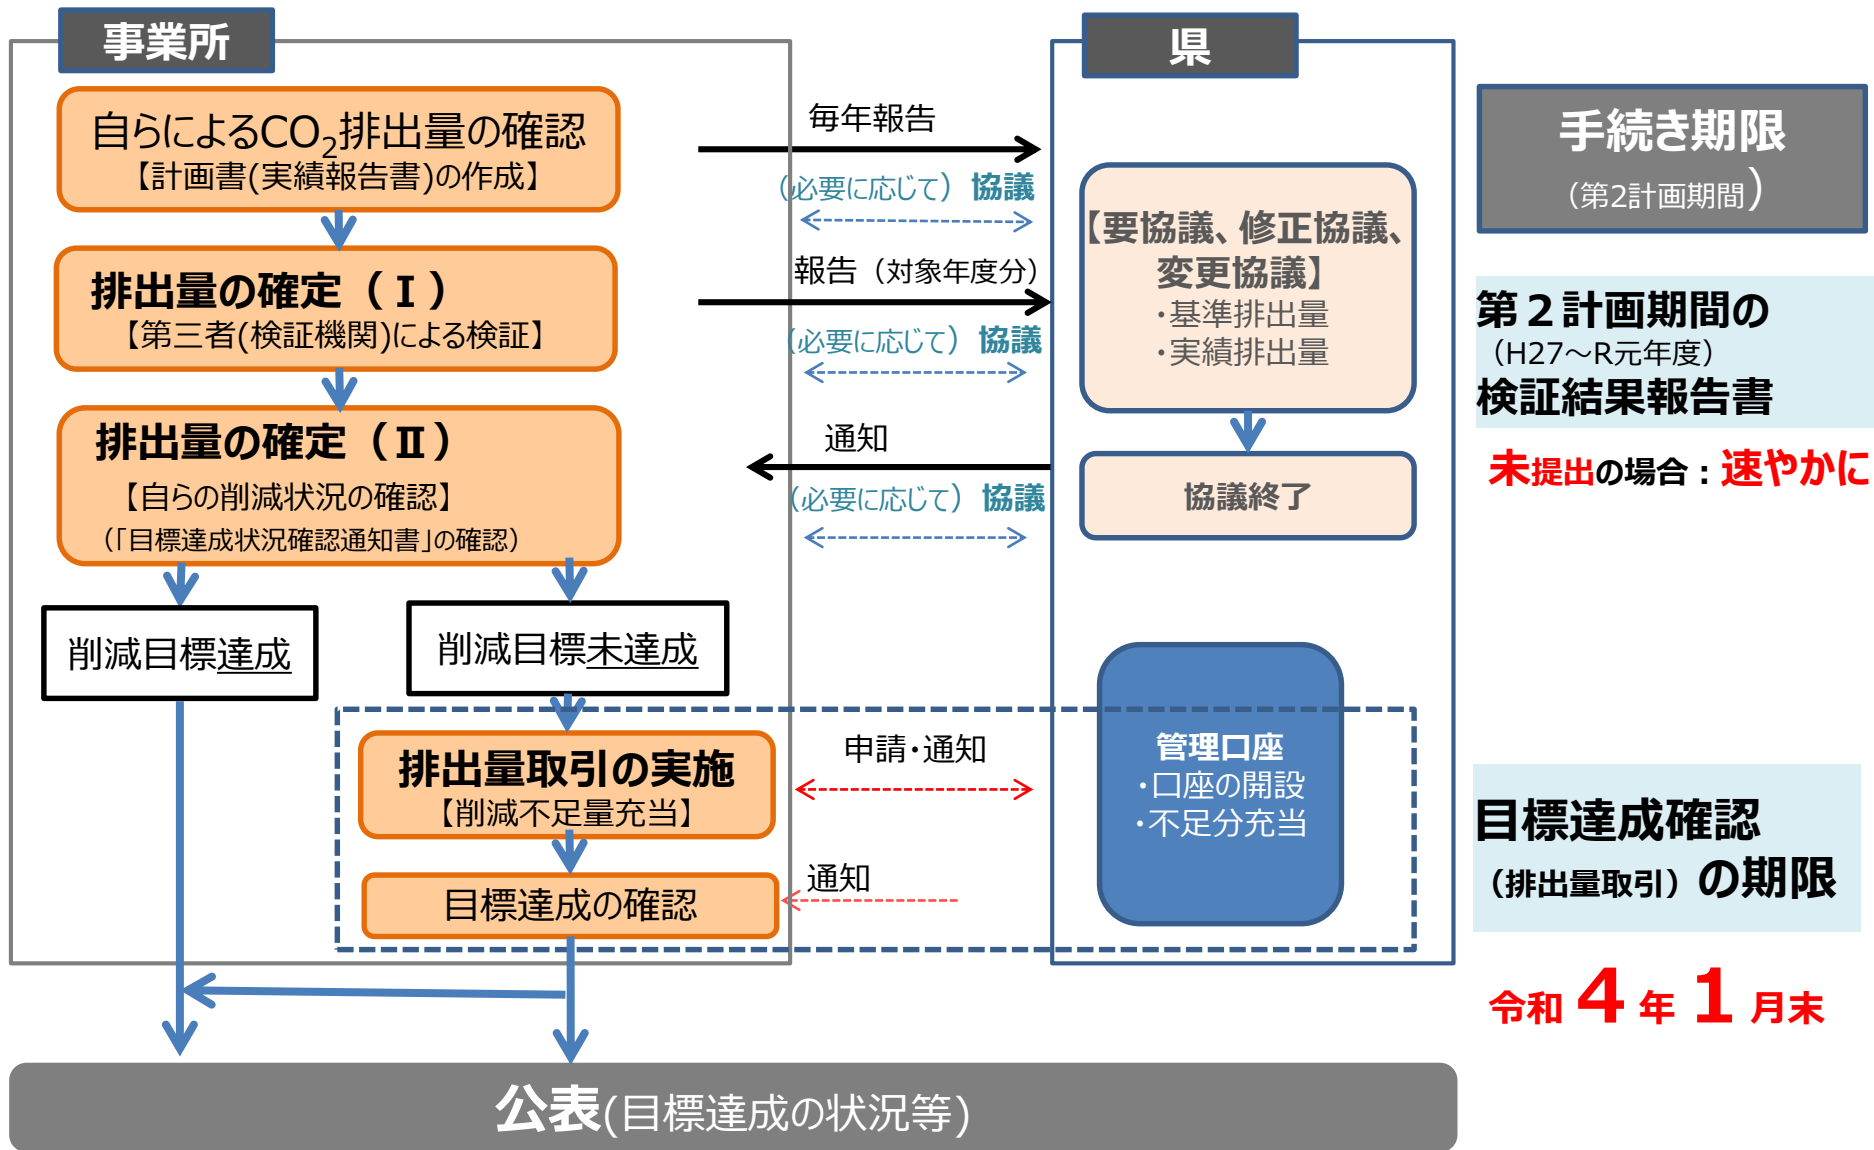 事業所
自らによるCO₂排出量の確認
【計画書(実績報告書)の作成】
排出量の確定（Ⅰ）
【第三者(検証機関)による検証】
排出量の確定（Ⅱ）
【自らの削減状況の確認】
（「目標達成状況確認通知書」の確認）
削減目標達成
削減目標未達成
排出量取引の実施
【削減不足量充当】
目標達成の確認
毎年報告
（必要に応じて）協議
報告（対象年度分）
（必要に応じて）協議
通知
（必要に応じて）協議
申請・通知
通知
県
【要協議、修正協議、
変更協議】
・基準排出量
・実績排出量
協議終了
管理口座
・口座の開設
・不足分充当
手続き期限
（第2計画期間）
第２計画期間の
（H27～R元年度）
検証結果報告書
未提出の場合：速やかに
目標達成確認
（排出量取引）の期限
令和４年１月末
公表(目標達成の状況等)